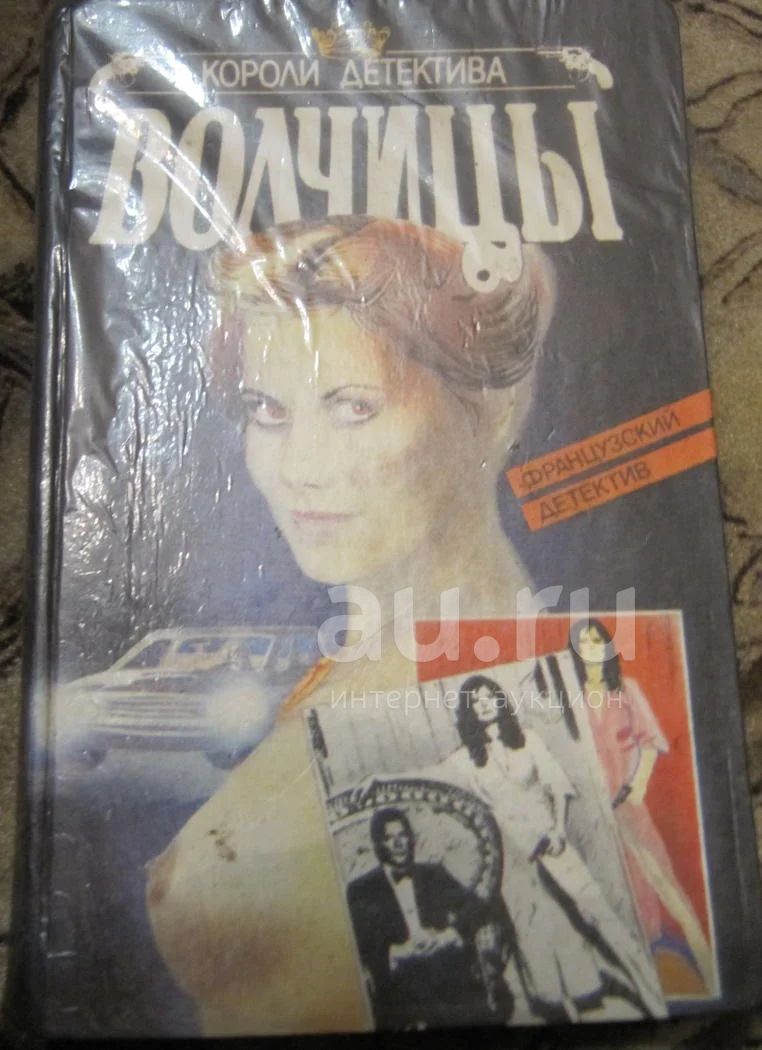 КОРОЛИ ДЕТЕКТИВА
ВОЛЧИЦЫ
ФРАНЦУЗСКИЙ
ДЕТЕКТИВ
au.ru
интернет-аукцион